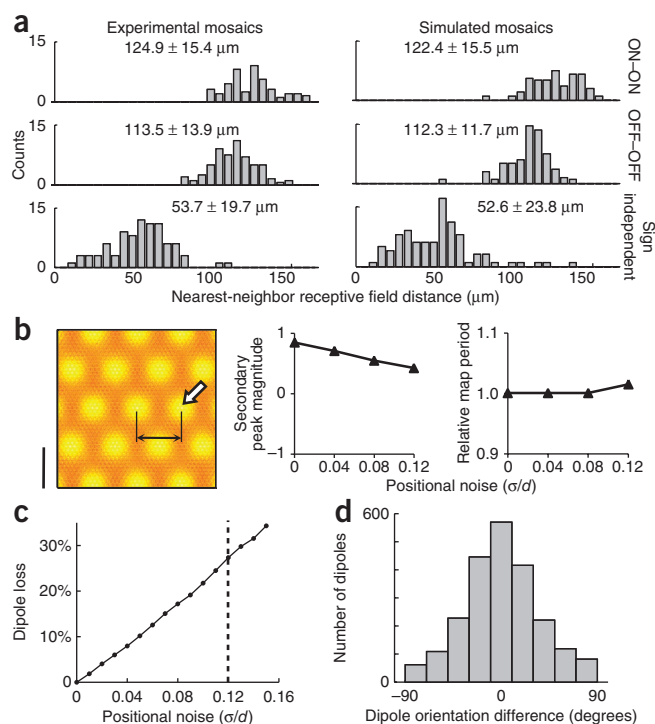 a
Experimental mosaics
Simulated mosaics
15
0
124.9 ± 15.4 μm
122.4 ± 15.5 μm
ON–ON
15
0
113.5 ± 13.9 μm
112.3 ± 11.7 μm
OFF–OFF
Counts
15
0
53.7 ± 19.7 μm
52.6 ± 23.8 μm
Sign
independent
0 50 100 150
0 50 100 150
Nearest-neighbor receptive field distance (μm)
b
Secondary
peak magnitude
1
0
–1
0 0.04 0.08 0.12
Relative map period
1.1
1.0
0.9
0 0.04 0.08 0.12
Positional noise (σ/d)
c
Dipole loss
30%
20%
10%
0
0 0.04 0.08 0.12 0.16
Positional noise (σ/d)
d
Number of dipoles
600
0
–90 0 90
Dipole orientation difference (degrees)